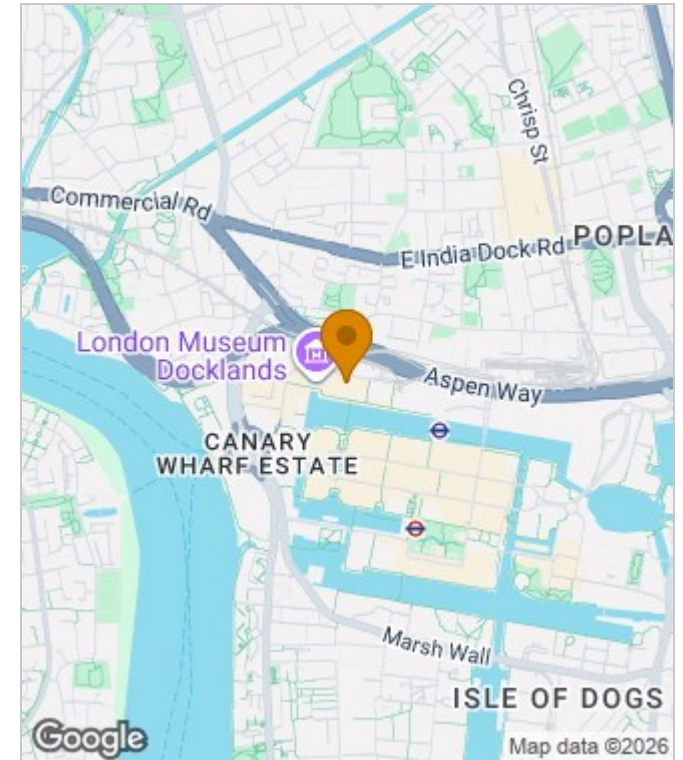 Chrisp St
Commercial Rd
E India Dock Rd
POPLA
London Museum
Docklands
Aspen Way
CANARY
WHARF ESTATE
Marsh Wall
ISLE OF DOGS
Google
Map data ©2026